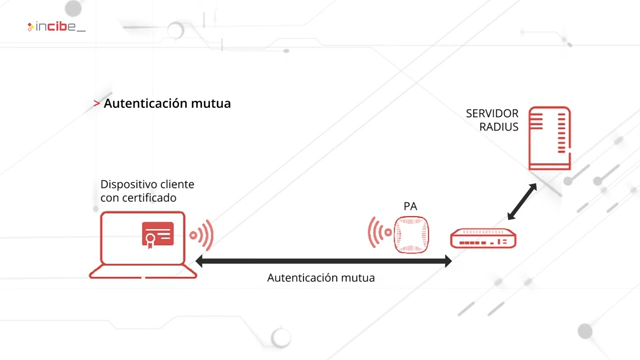 incibe_
> Autenticación mutua
SERVIDOR
RADIUS
Dispositivo cliente
con certificado
PA
Autenticación mutua